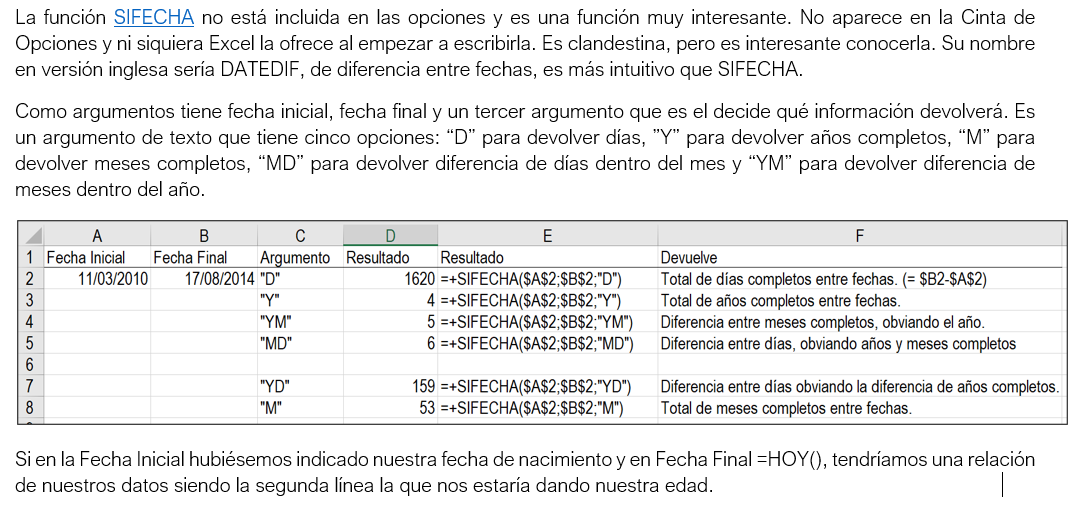 La función SIFECHA no está incluida en las opciones y es una función muy interesante. No aparece en la Cinta de
Opciones y ni siquiera Excel la ofrece al empezar a escribirla. Es clandestina, pero es interesante conocerla. Su nombre
en versión inglesa sería DATEDIF, de diferencia entre fechas, es más intuitivo que SIFECHA.
Como argumentos tiene fecha inicial, fecha final y un tercer argumento que es el decide qué información devolverá. Es
un argumento de texto que tiene cinco opciones: “D” para devolver días, ”Y” para devolver años completos, “M” para
devolver meses completos, “MD” para devolver diferencia de días dentro del mes y “YM” para devolver diferencia de
meses dentro del año.
A B C D E F
1 Fecha Inicial Fecha Final Argumento Resultado Resultado Devuelve
2 11/03/2010 17/08/2014 "D" 1620 =+SIFECHA($A$2;$B$2;"D") Total de días completos entre fechas. (= $B2-$A$2)
3 "Y" 4 =+SIFECHA($A$2;$B$2;"Y") Total de años completos entre fechas.
4 "YM" 5 =+SIFECHA($A$2;$B$2;"YM") Diferencia entre meses completos, obviando el año.
5 "MD" 6 =+SIFECHA($A$2;$B$2;"MD") Diferencia entre días, obviando años y meses completos
6
7 "YD" 159 =+SIFECHA($A$2;$B$2;"YD") Diferencia entre días obviando la diferencia de años completos.
8 "M" 53 =+SIFECHA($A$2;$B$2;"M") Total de meses completos entre fechas.
Si en la Fecha Inicial hubiésemos indicado nuestra fecha de nacimiento y en Fecha Final =HOY(), tendríamos una relación
de nuestros datos siendo la segunda línea la que nos estaría dando nuestra edad.